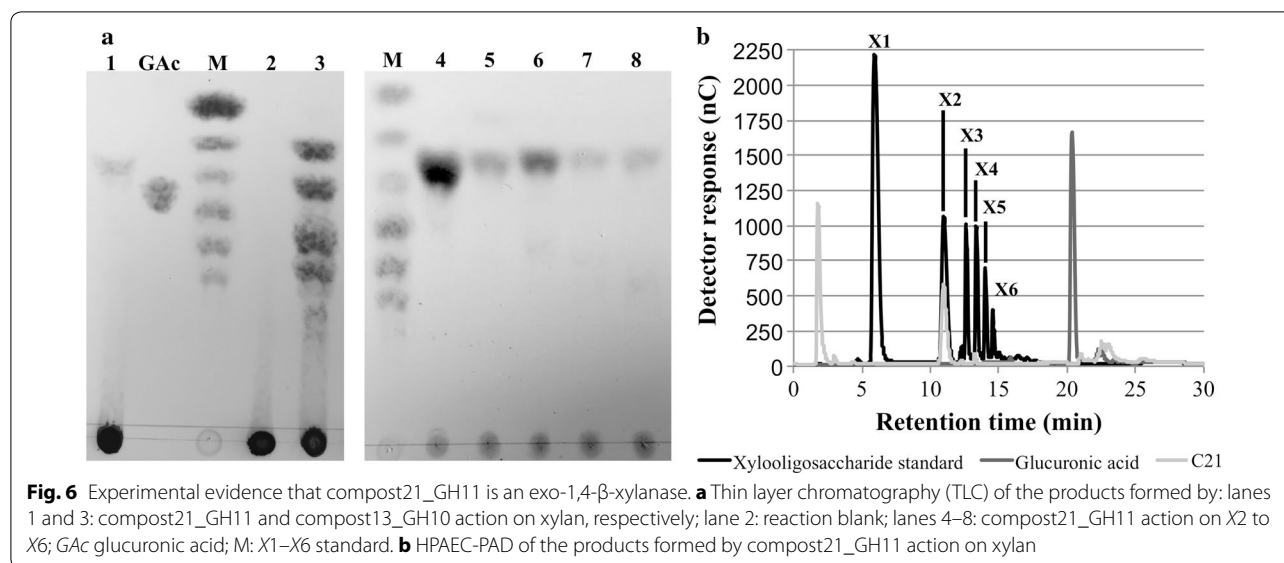 a
1 GAc M 2 3
M 4 5 6 7 8
b
2250
2000
1750
1500
1250
1000
750
500
250
0
Detector response (nC)
X1
X2
X3
X4
X5
X6
0 5 10 15 20 25 30
Retention time (min)
Xylooligosaccharide standard Glucuronic acid C21
Fig. 6 Experimental evidence that compost21_GH11 is an exo-1,4-β-xylanase. a Thin layer chromatography (TLC) of the products formed by: lanes
1 and 3: compost21_GH11 and compost13_GH10 action on xylan, respectively; lane 2: reaction blank; lanes 4–8: compost21_GH11 action on X2 to
X6; GAc glucuronic acid; M: X1–X6 standard. b HPAEC-PAD of the products formed by compost21_GH11 action on xylan